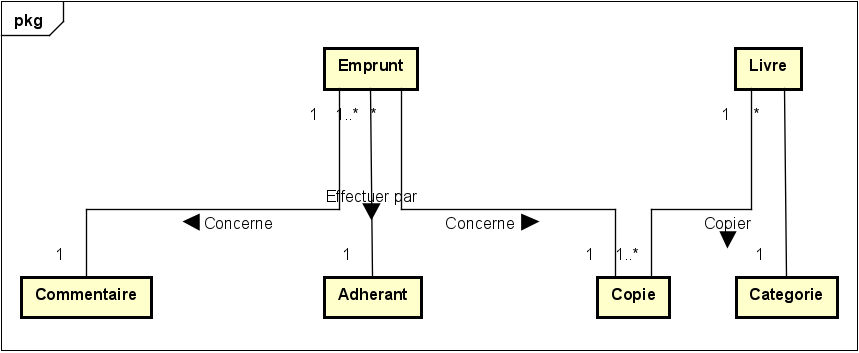 pkg
Emprunt
Livre
1 1..* *
1 *
Effectuer par
Concerne
Concerne
Copier
1
1
1 1..*
1
Commentaire
Adherant
Copie
Categorie